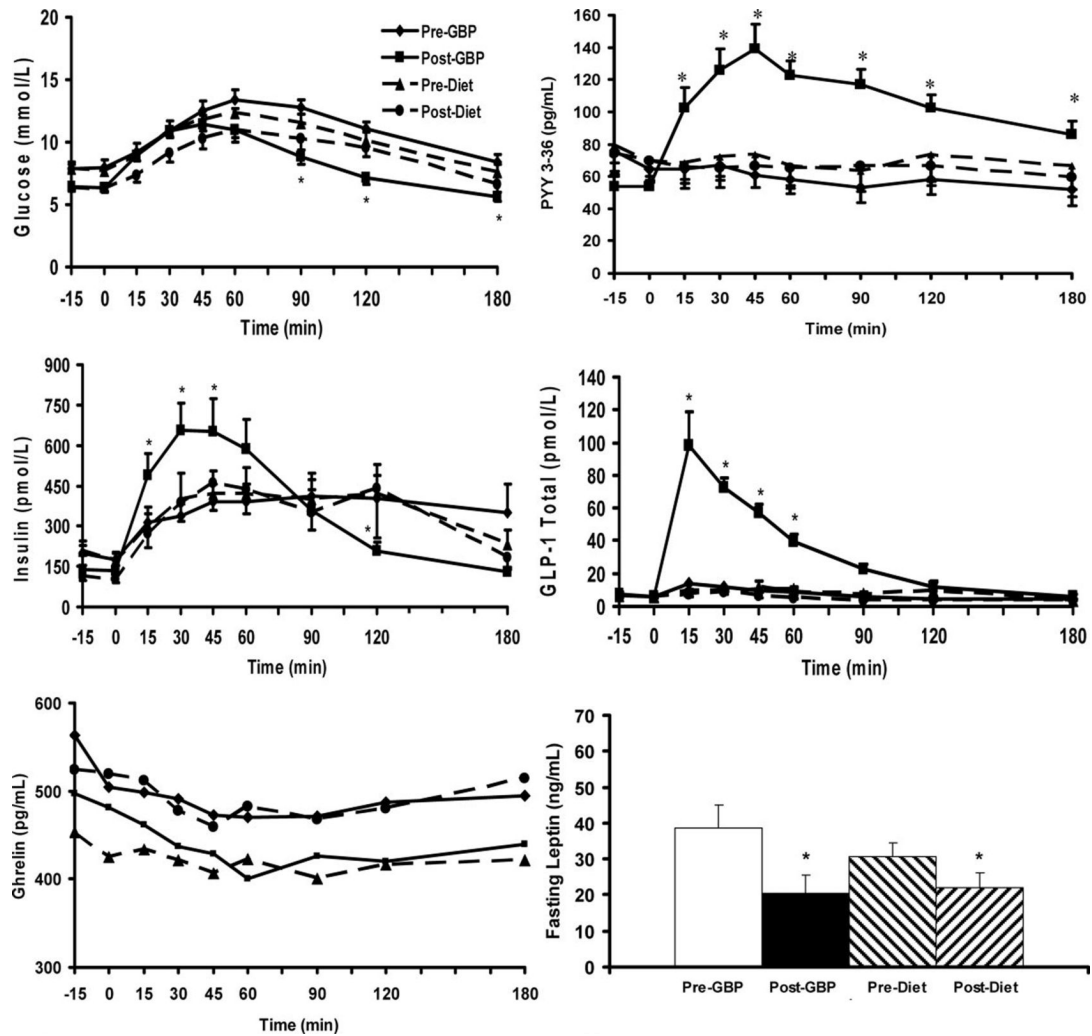 Glucose (mmol/L)
20
15
10
5
0
Pre-GBP
Post-GBP
Pre-Diet
Post-Diet
*
*
*
-15 0 15 30 45 60 90 120 180
Time (min)
PYY 3-36 (pg/mL)
160
140
120
100
80
60
40
20
0
* * * * * * *
-15 0 15 30 45 60 90 120 180
Time (min)
Insulin (pmol/L)
900
750
600
450
300
150
0
* * * *
-15 0 15 30 45 60 90 120 180
Time (min)
GLP-1 Total (pmol/L)
140
120
100
80
60
40
20
0
* * * *
-15 0 15 30 45 60 90 120 180
Time (min)
Ghrelin (pg/mL)
600
500
400
300
-15 0 15 30 45 60 90 120 180
Time (min)
Fasting Leptin (ng/mL)
70
60
50
40
30
20
10
0
* *
Pre-GBP Post-GBP Pre-Diet Post-Diet